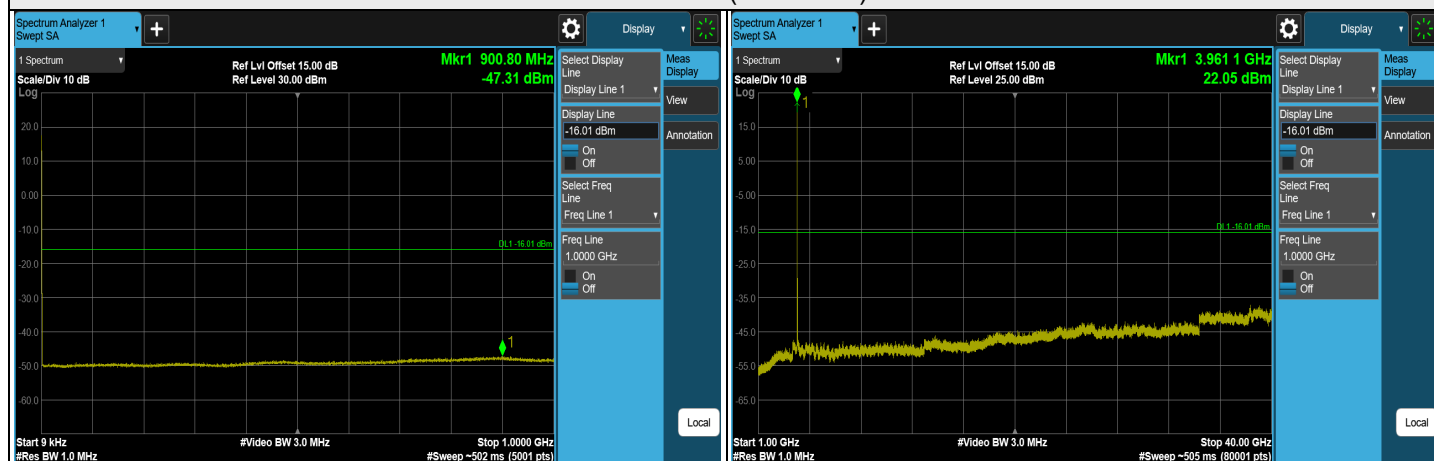 Spectrum Analyzer 1
Swept SA
+
Display
1 Spectrum
Scale/Div 10 dB
Ref Lvl Offset 15.00 dB
Ref Level 30.00 dBm
Mkr1 900.80 MHz
-47.31 dBm
Log
20.0
10.0
0.00
-10.0
-20.0
-30.0
-40.0
-50.0
-60.0
DL1 -16.01 dBm
1
Start 9 kHz
#Res BW 1.0 MHz
#Video BW 3.0 MHz
Stop 1.0000 GHz
#Sweep ~502 ms (5001 pts)
Select Display
Line
Display Line 1
Display Line
-16.01 dBm
On
Off
Select Freq
Line
Freq Line 1
Freq Line
1.0000 GHz
On
Off
Meas
Display
View
Annotation
Local
Spectrum Analyzer 1
Swept SA
+
Display
1 Spectrum
Scale/Div 10 dB
Ref Lvl Offset 15.00 dB
Ref Level 25.00 dBm
Mkr1 3.961 1 GHz
22.05 dBm
Log
1
15.0
5.00
-5.00
-15.0
-25.0
-35.0
-45.0
-55.0
-65.0
DL1 -16.01 dBm
Start 1.00 GHz
#Res BW 1.0 MHz
#Video BW 3.0 MHz
Stop 40.00 GHz
#Sweep ~505 ms (80001 pts)
Select Display
Line
Display Line 1
Display Line
-16.01 dBm
On
Off
Select Freq
Line
Freq Line 1
Freq Line
1.0000 GHz
On
Off
Meas
Display
View
Annotation
Local